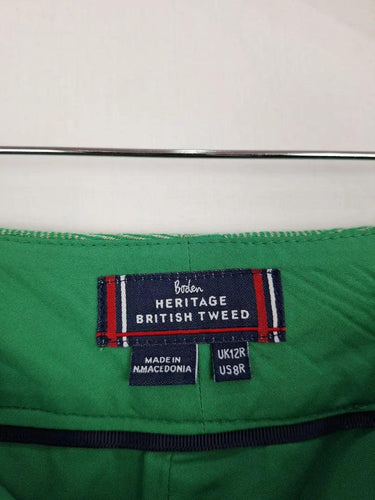 Boden
HERITAGE
BRITISH TWEED
MADE IN
N.MACEDONIA
UK12R
US8R